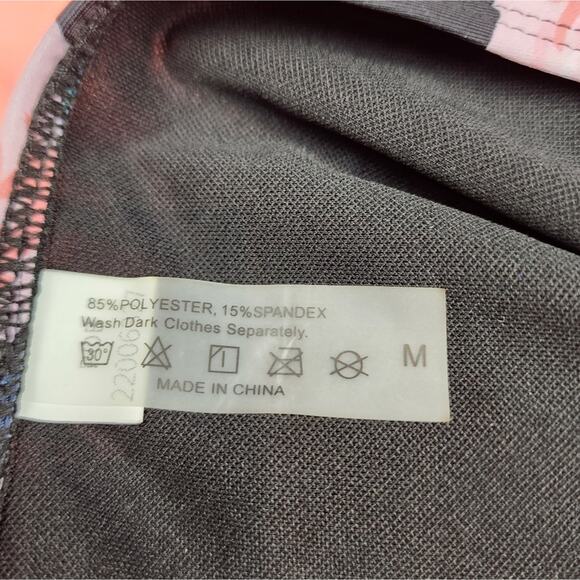 85%POLYESTER, 15%SPANDEX
Wash Dark Clothes Separately.
30°
M
MADE IN CHINA